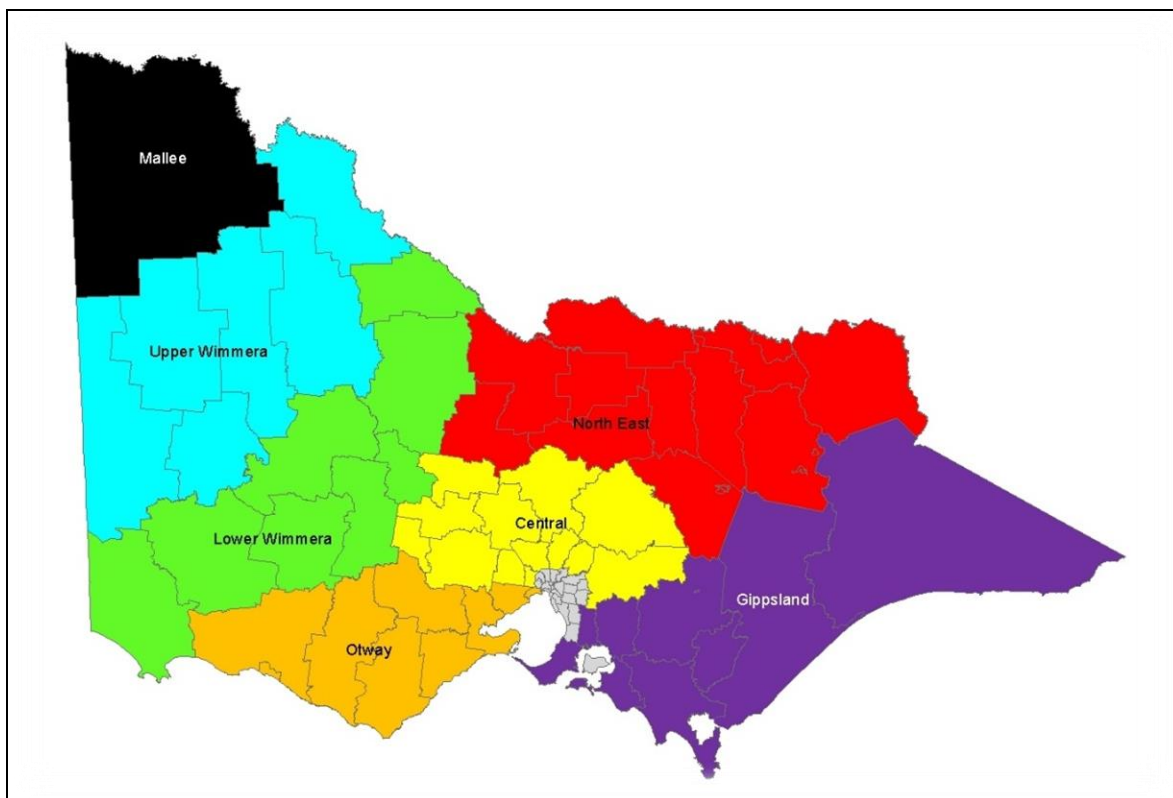 Mallee
Upper Wimmera
North East
Central
Lower Wimmera
Gippsland
Otway